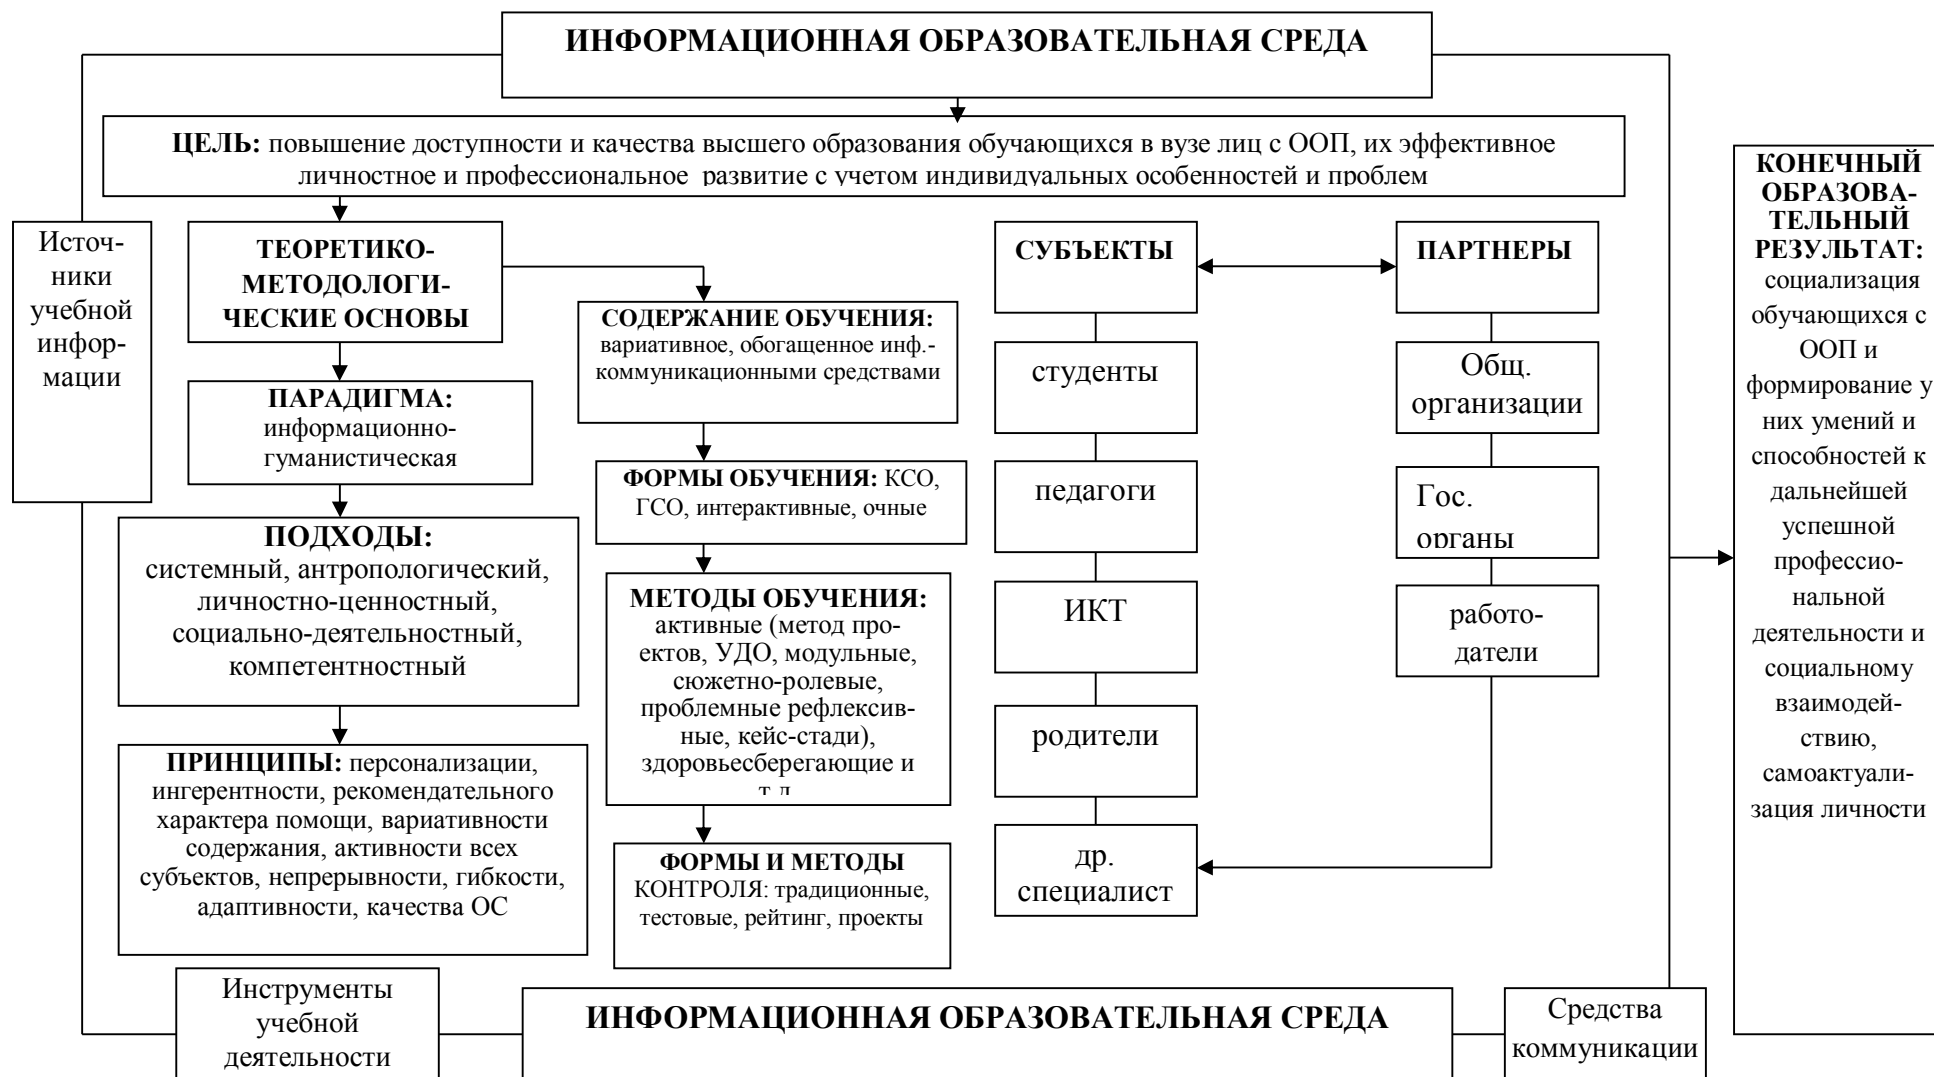 ИНФОРМАЦИОННАЯ ОБРАЗОВАТЕЛЬНАЯ СРЕДА
ЦЕЛЬ: повышение доступности и качества высшего образования обучающихся в вузе лиц с ООП, их эффективное
личностное и профессиональное развитие с учетом индивидуальных особенностей и проблем
Источ-
ники
учебной
инфор-
мации
ТЕОРЕТИКО-
МЕТОДОЛОГИ-
ЧЕСКИЕ ОСНОВЫ
ПАРАДИГМА:
информационно-
гуманистическая
ПОДХОДЫ:
системный, антропологический,
личностно-ценностный,
социально-деятельностный,
компетентностный
ПРИНЦИПЫ: персонализации,
ингерентности, рекомендательного
характера помощи, вариативности
содержания, активности всех
субъектов, непрерывности, гибкости,
адаптивности, качества ОС
СОДЕРЖАНИЕ ОБУЧЕНИЯ:
вариативное, обогащенное инф.-
коммуникационными средствами
ФОРМЫ ОБУЧЕНИЯ: КСО,
ГСО, интерактивные, очные
МЕТОДЫ ОБУЧЕНИЯ:
активные (метод про-
ектов, УДО, модульные,
сюжетно-ролевые,
проблемные рефлексив-
ные, кейс-стади),
здоровьесберегающие и
т.д
ФОРМЫ И МЕТОДЫ
КОНТРОЛЯ: традиционные,
тестовые, рейтинг, проекты
СУБЪЕКТЫ
студенты
педагоги
ИКТ
родители
др.
специалист
ПАРТНЕРЫ
Общ.
организации
Гос.
органы
работо-
датели
КОНЕЧНЫЙ
ОБРАЗОВА-
ТЕЛЬНЫЙ
РЕЗУЛЬТАТ:
социализация
обучающихся с
ООП и
формирование у
них умений и
способностей к
дальнейшей
успешной
профессио-
нальной
деятельности и
социальному
взаимодей-
ствию,
самоактуали-
зация личности
Инструменты
учебной
деятельности
ИНФОРМАЦИОННАЯ ОБРАЗОВАТЕЛЬНАЯ СРЕДА
Средства
коммуникации